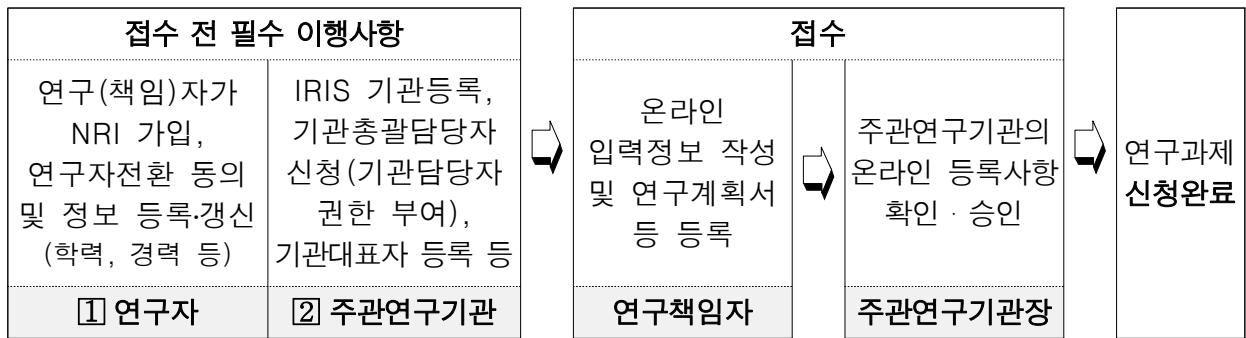 접수 전 필수 이행사항
연구(책임)자가
NRI 가입,
연구자전환 동의
및 정보 등록·갱신
(학력, 경력 등)
1 연구자
IRIS 기관등록,
기관총괄담당자
신청(기관담당자
권한 부여),
기관대표자 등록 등
2 주관연구기관
접수
온라인
입력정보 작성
및 연구계획서
등 등록
연구책임자
주관연구기관의
온라인 등록사항
확인 · 승인
주관연구기관장
연구과제
신청완료